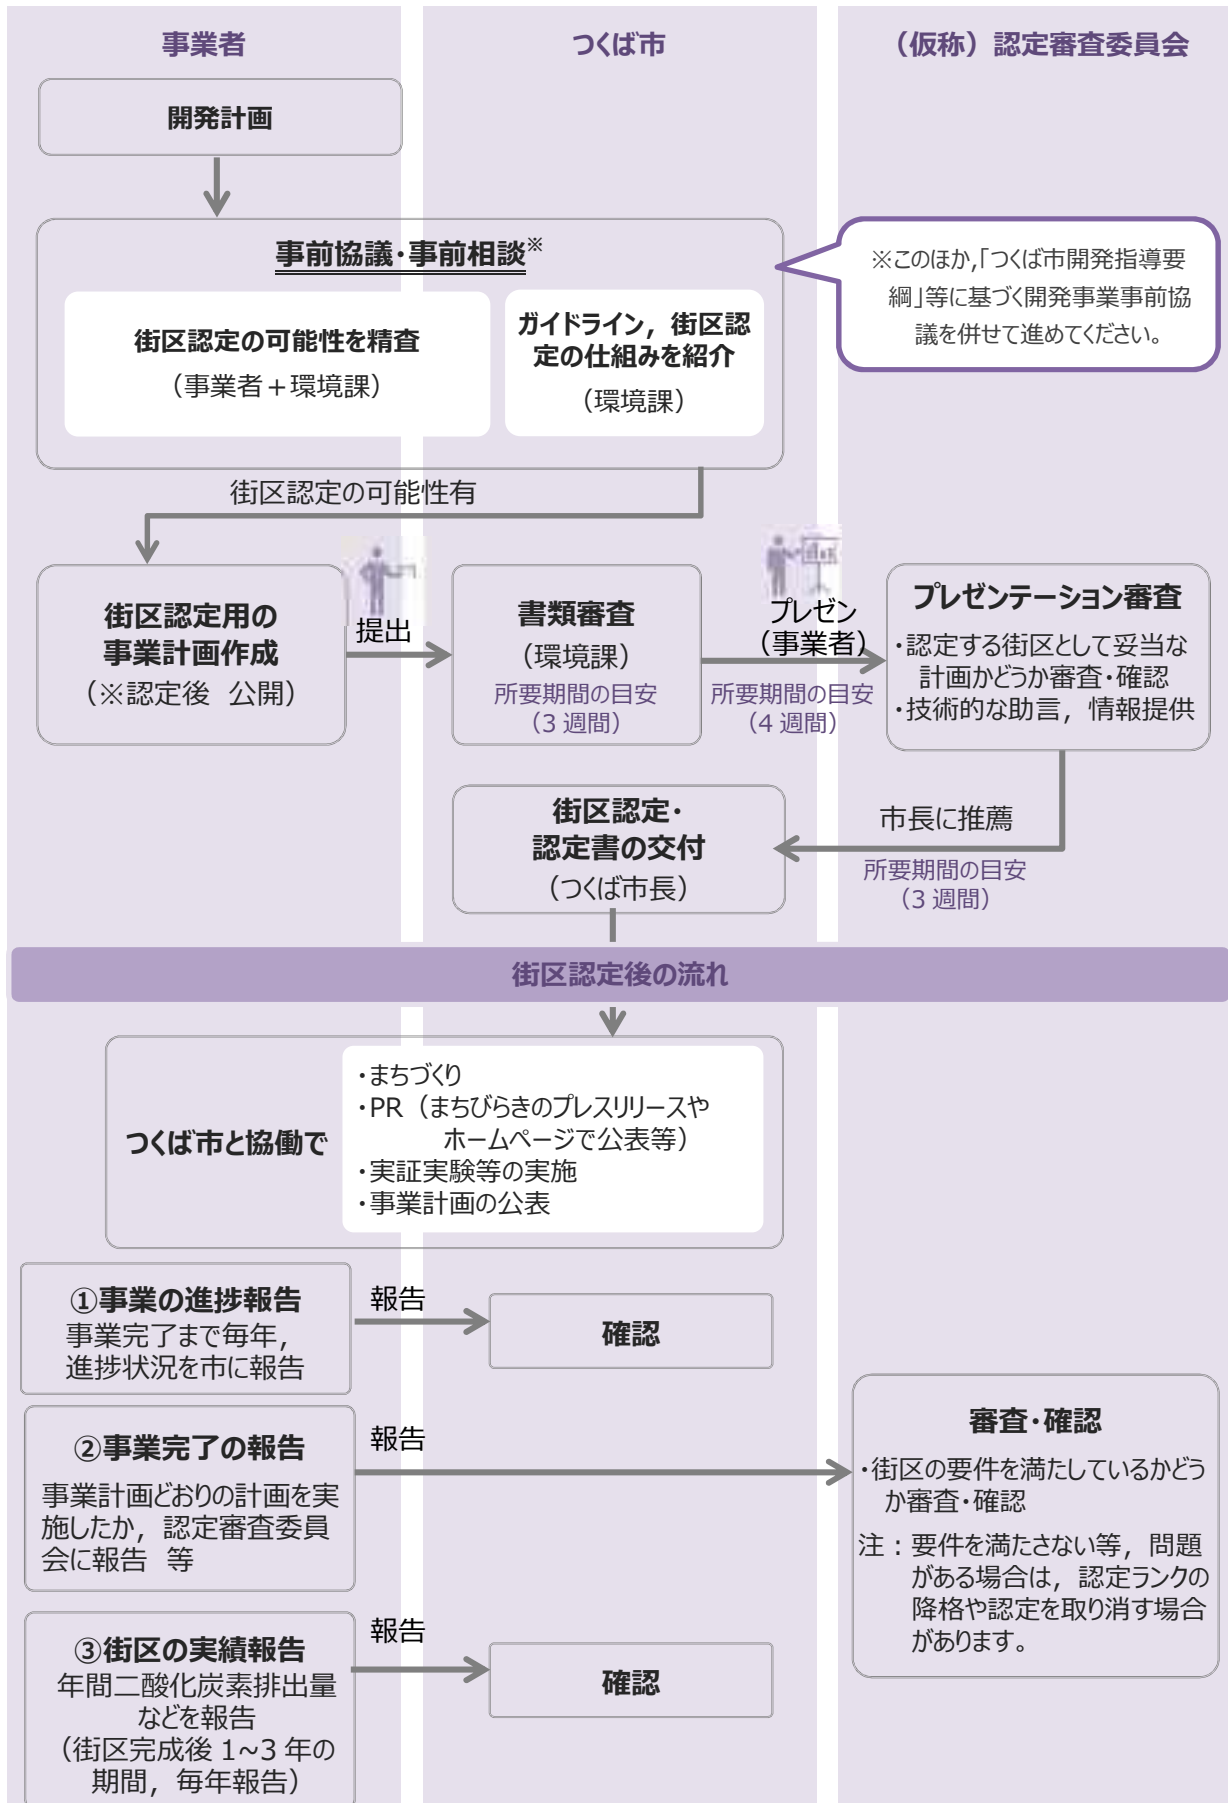 事業者
つくば市
（仮称）認定審査委員会
開発計画
事前協議・事前相談※
街区認定の可能性を精査
（事業者＋環境課）
ガイドライン，街区認
定の仕組みを紹介
（環境課）
※このほか,「つくば市開発指導要
綱」等に基づく開発事業事前協
議を併せて進めてください。
街区認定の可能性有
街区認定用の
事業計画作成
（※認定後　公開）
提出
書類審査
（環境課）
所要期間の目安
（3 週間）
プレゼン
（事業者）
所要期間の目安
（4 週間）
プレゼンテーション審査
・認定する街区として妥当な
計画かどうか審査・確認
・技術的な助言，情報提供
市長に推薦
所要期間の目安
（3 週間）
街区認定・
認定書の交付
（つくば市長）
街区認定後の流れ
つくば市と協働で
・まちづくり
・PR（まちびらきのプレスリリースや
ホームページで公表等）
・実証実験等の実施
・事業計画の公表
①事業の進捗報告
事業完了まで毎年，
進捗状況を市に報告
報告
確認
②事業完了の報告
事業計画どおりの計画を実
施したか，認定審査委員
会に報告　等
報告
審査・確認
・街区の要件を満たしているかどう
か審査・確認
注：要件を満たさない等，問題
がある場合は，認定ランクの
降格や認定を取り消す場合
があります。
③街区の実績報告
年間二酸化炭素排出量
などを報告
（街区完成後 1~3 年の
期間，毎年報告）
報告
確認